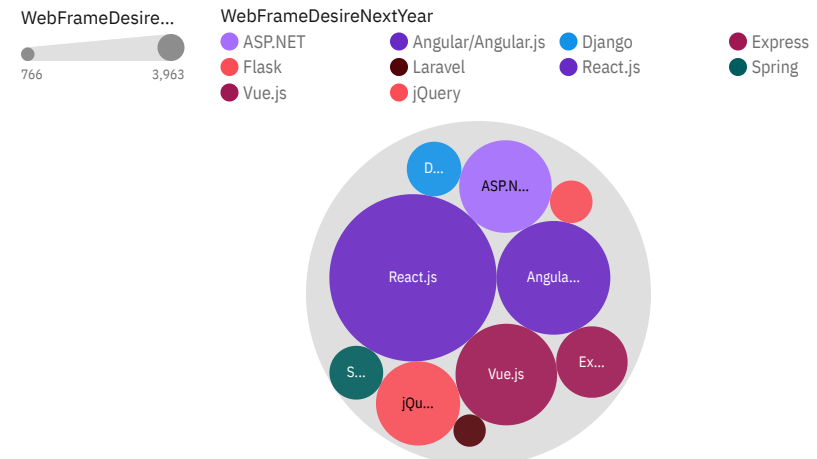 WebFrameDesire...
766 3,963
WebFrameDesireNextYear
ASP.NET Angular/Angular.js Django Express
Flask Laravel React.js Spring
Vue.js jQuery
D...
ASP.N...
React.js Angula...
Ex...
S... Vue.js
jQu...